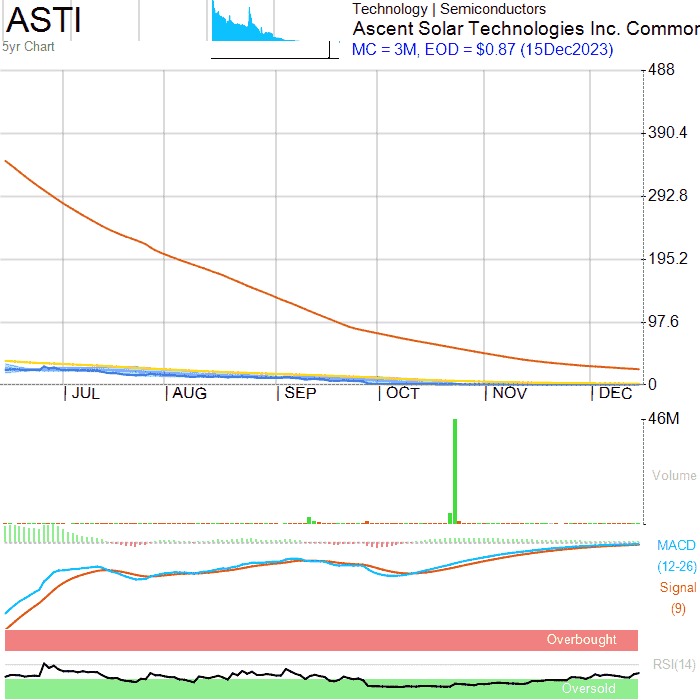 ASTI
5yr Chart
Technology | Semiconductors
Ascent Solar Technologies Inc. Common
MC = 3M, EOD = $0.87 (15Dec2023)
488
390.4
292.8
195.2
97.6
0
JUL
AUG
SEP
OCT
NOV
DEC
46M
Volume
MACD
(12-26)
Signal
(9)
Overbought
RSI(14)
Oversold